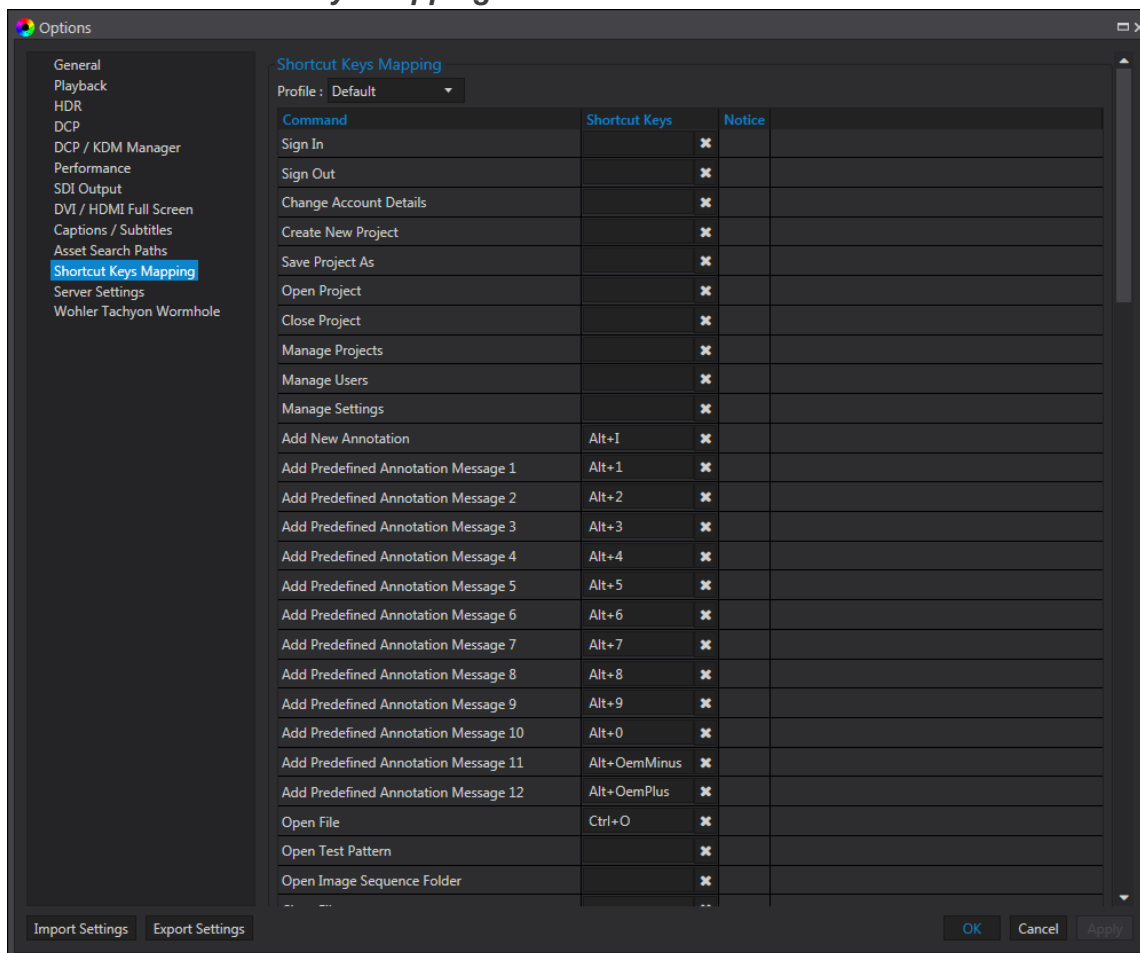 Options
General
Playback
HDR
DCP
DCP / KDM Manager
Performance
SDI Output
DVI / HDMI Full Screen
Captions / Subtitles
Asset Search Paths
Shortcut Keys Mapping
Server Settings
Wohler Tachyon Wormhole
Shortcut Keys Mapping
Profile : Default
Command Shortcut Keys Notice
Sign In
Sign Out
Change Account Details
Create New Project
Save Project As
Open Project
Close Project
Manage Projects
Manage Users
Manage Settings
Add New Annotation Alt+I
Add Predefined Annotation Message 1 Alt+1
Add Predefined Annotation Message 2 Alt+2
Add Predefined Annotation Message 3 Alt+3
Add Predefined Annotation Message 4 Alt+4
Add Predefined Annotation Message 5 Alt+5
Add Predefined Annotation Message 6 Alt+6
Add Predefined Annotation Message 7 Alt+7
Add Predefined Annotation Message 8 Alt+8
Add Predefined Annotation Message 9 Alt+9
Add Predefined Annotation Message 10 Alt+0
Add Predefined Annotation Message 11 Alt+OemMinus
Add Predefined Annotation Message 12 Alt+OemPlus
Open File Ctrl+O
Open Test Pattern
Open Image Sequence Folder
Import Settings Export Settings OK Cancel Apply